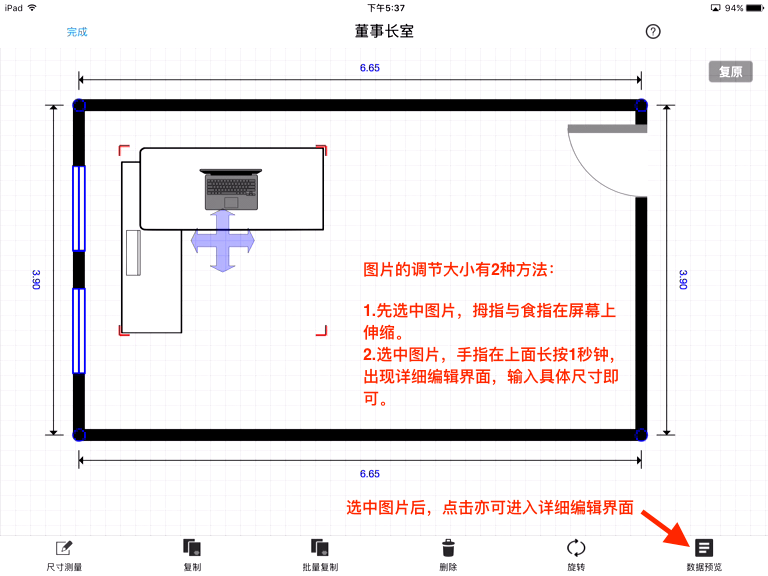 iPad 下午5:37 94%
完成 董事长室 ?
6.65
复原
3.90
3.90
图片的调节大小有2种方法：
1.先选中图片，拇指与食指在屏幕上
伸缩。
2.选中图片，手指在上面长按1秒钟，
出现详细编辑界面，输入具体尺寸即
可。
6.65
选中图片后，点击亦可进入详细编辑界面
尺寸测量 复制 批量复制 删除 旋转 数据预览